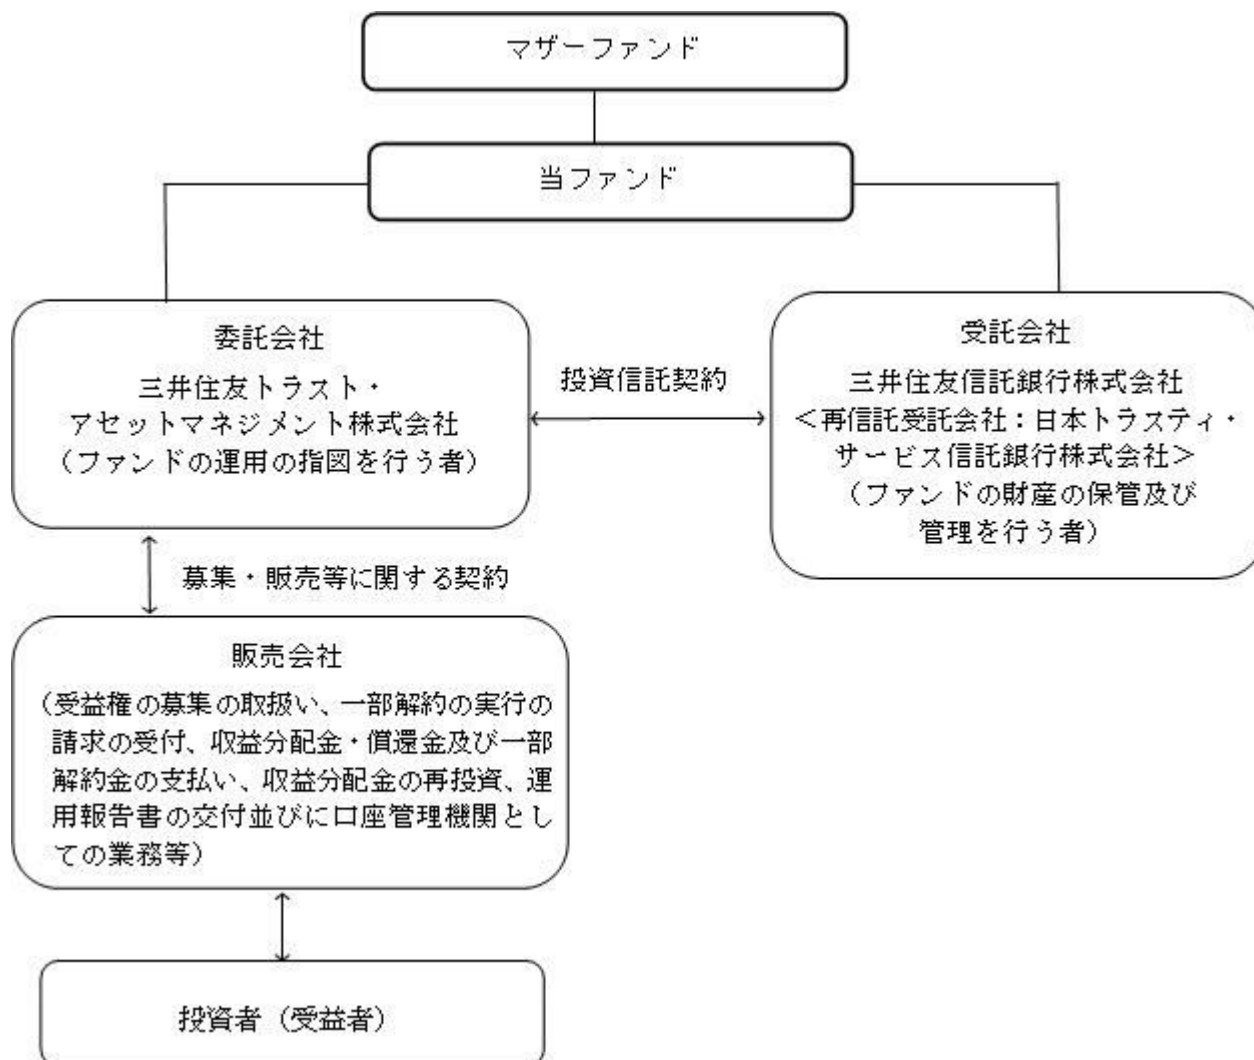 マザーファンド
当ファンド
委託会社
三井住友トラスト・
アセットマネジメント株式会社
(ファンドの運用の指図を行う者)
投資信託契約
受託会社
三井住友信託銀行株式会社
<再信託受託会社：日本トラスティ・
サービス信託銀行株式会社>
(ファンドの財産の保管及び
管理を行う者)
募集・販売等に関する契約
販売会社
(受益権の募集の取扱い、一部解約の実行の
請求の受付、収益分配金・償還金及び一部
解約金の支払い、収益分配金の再投資、運
用報告書の交付並びに口座管理機関とし
ての業務等)
投資者(受益者)